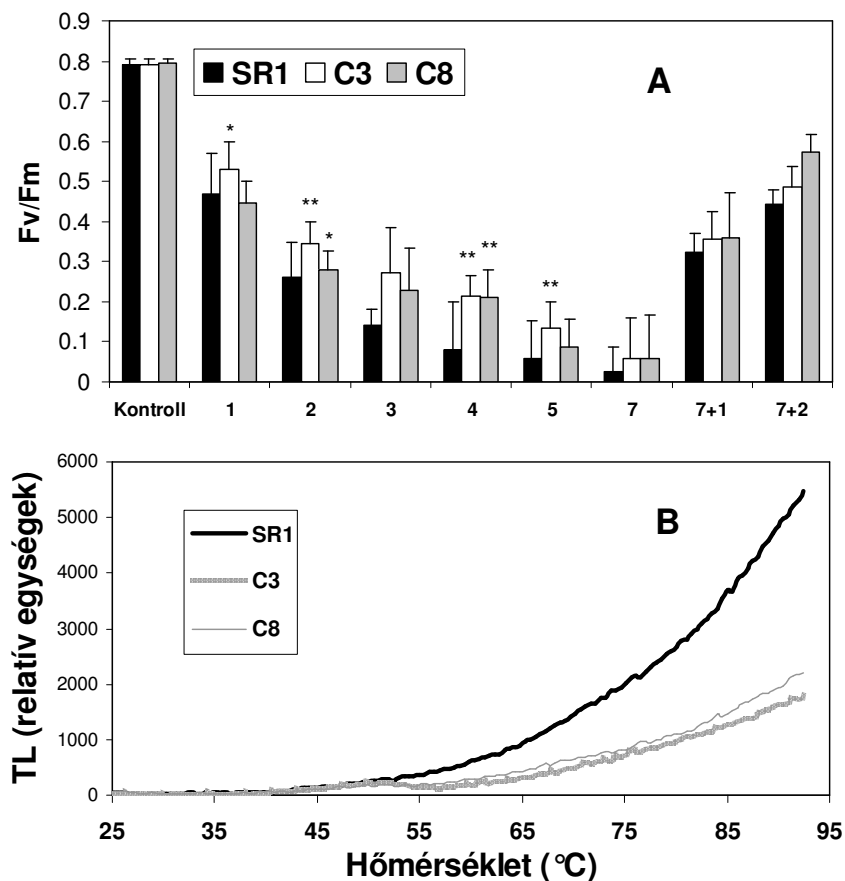 0.9
0.8
0.7
0.6
0.5
0.4
0.3
0.2
0.1
0
Fv/Fm
SR1 C3 C8
A
*
**
*
** **
**
Kontroll 1 2 3 4 5 7 7+1 7+2
6000
5000
4000
3000
2000
1000
0
TL (relatív egységek)
B
SR1
C3
C8
25 35 45 55 65 75 85 95
Hőmérséklet (°C)